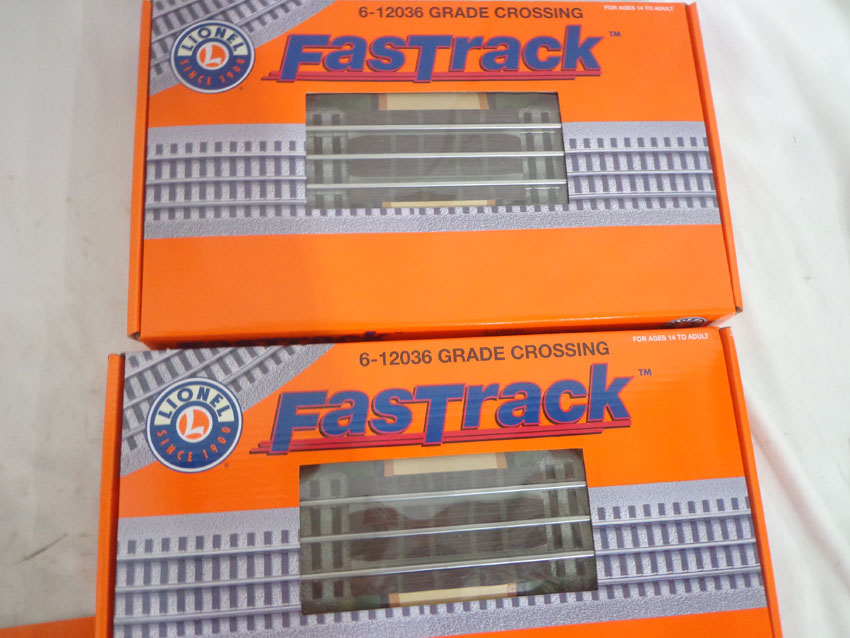 6-12036 GRADE CROSSING
FOR AGES 14 TO ADULT
LIONEL
L
SINCE 1900
FasTrack™
6-12036 GRADE CROSSING
FOR AGES 14 TO ADULT
LIONEL
L
SINCE 1900
FasTrack™